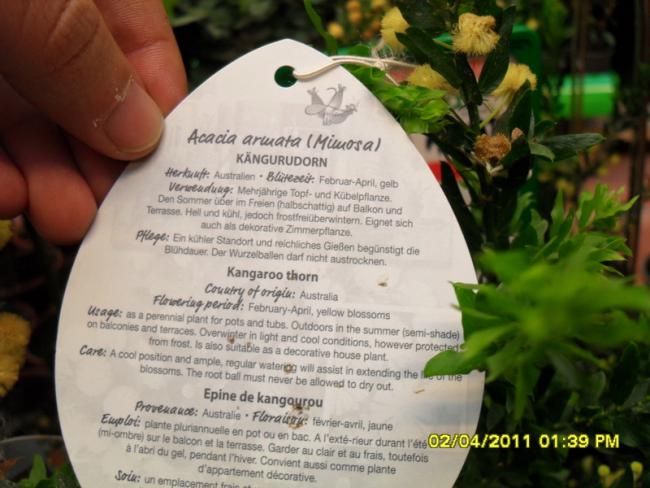 Acacia armata (Mimosa)
KÄNGURUDORN
Herkunft: Australien • Blütezeit: Februar-April, gelb
Verwendung: Mehrjährige Topf- und Kübelpflanze.
Den Sommer über im Freien (halbschattig) auf Balkon und
Terrasse. Hell und kühl, jedoch frostfreiüberwintern. Eignet sich
auch als dekorative Zimmerpflanze.
Pflege: Ein kühler Standort und reichliches Gießen begünstigt die
Blühdauer. Der Wurzelballen darf nicht austrocknen.
Kangaroo thorn
Country of origin: Australia
Flowering period: February-April, yellow blossoms
Usage: as a perennial plant for pots and tubs. Outdoors in the summer (semi-shade)
on balconies and terraces. Overwinter in light and cool conditions, however protected
from frost. Is also suitable as a decorative house plant.
Care: A cool position and ample, regular watering will assist in extending the life of the
blossoms. The root ball must never be allowed to dry out.
Epine de kangourou
Provenance: Australie • Floraison: février-avril, jaune
Emploi: plante pluriannuelle en pot ou en bac. A l'exté-rieur durant l'été
(mi-ombre) sur le balcon et la terrasse. Garder au clair et au frais, toutefois
à l'abri du gel, pendant l'hiver. Convient aussi comme plante
d'appartement décorative.
Soin: un emplacement frais et
02/04/2011 01:39 PM